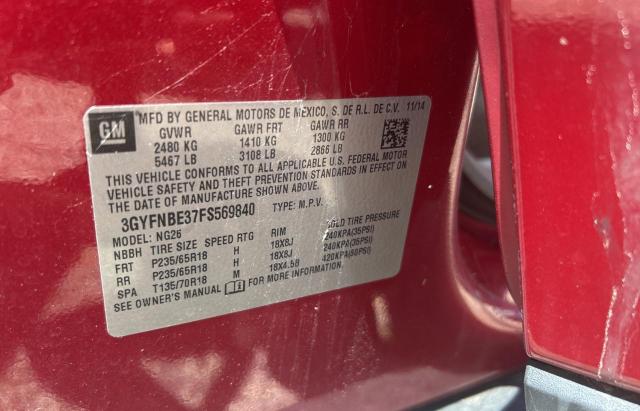 GM
MFD BY GENERAL MOTORS DE MEXICO, S. DE R.L. DE C.V. 11/14
GVWR GAWR FRT GAWR RR
2480 KG 1410 KG 1300 KG
5467 LB 3108 LB 2866 LB
THIS VEHICLE CONFORMS TO ALL APPLICABLE U.S. FEDERAL MOTOR
VEHICLE SAFETY AND THEFT PREVENTION STANDARDS IN EFFECT ON
THE DATE OF MANUFACTURE SHOWN ABOVE.
3GYFNBE37FS569840 TYPE: M.P.V.
MODEL: NG26
NBBH TIRE SIZE SPEED RTG RIM COLD TIRE PRESSURE
FRT P235/65R18 H 18X8J 240KPA(35PSI)
RR P235/65R18 H 18X8J 240KPA(35PSI)
SPA T135/70R18 M 18X4.5B 420KPA(60PSI)
SEE OWNER'S MANUAL FOR MORE INFORMATION.